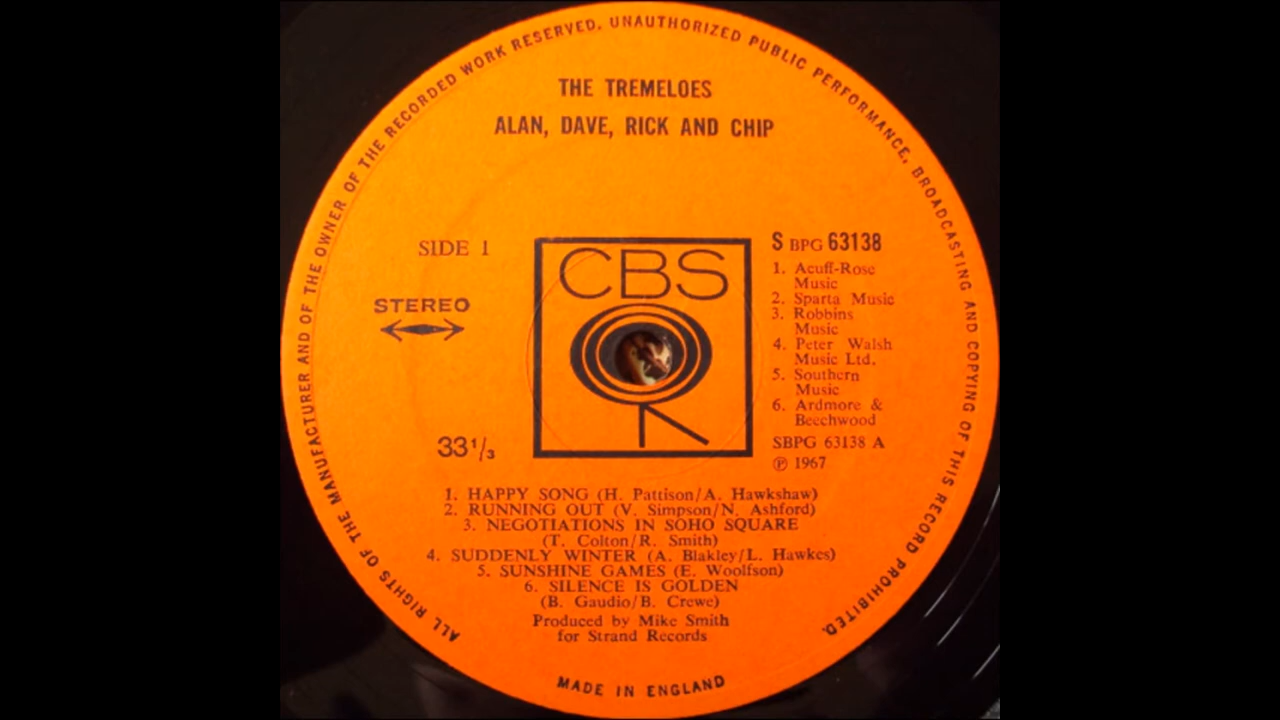 ALL RIGHTS OF THE MANUFACTURER AND OF THE OWNER OF THE RECORDED WORK RESERVED. UNAUTHORIZED PUBLIC PERFORMANCE, BROADCASTING AND COPYING OF THIS RECORD PROHIBITED.
THE TREMELOES
ALAN, DAVE, RICK AND CHIP
SIDE 1
STEREO
33 1/3
CBS
S BPG 63138
1. Acuff-Rose
Music
2. Sparta Music
3. Robbins
Music
4. Peter Walsh
Music Ltd.
5. Southern
Music
6. Ardmore &
Beechwood
SBPG 63138 A
℗ 1967
1. HAPPY SONG (H. Pattison/A. Hawkshaw)
2. RUNNING OUT (V. Simpson/N. Ashford)
3. NEGOTIATIONS IN SOHO SQUARE
(T. Colton/R. Smith)
4. SUDDENLY WINTER (A. Blakley/L. Hawkes)
5. SUNSHINE GAMES (E. Woolfson)
6. SILENCE IS GOLDEN
(B. Gaudio/B. Crewe)
Produced by Mike Smith
for Strand Records
MADE IN ENGLAND